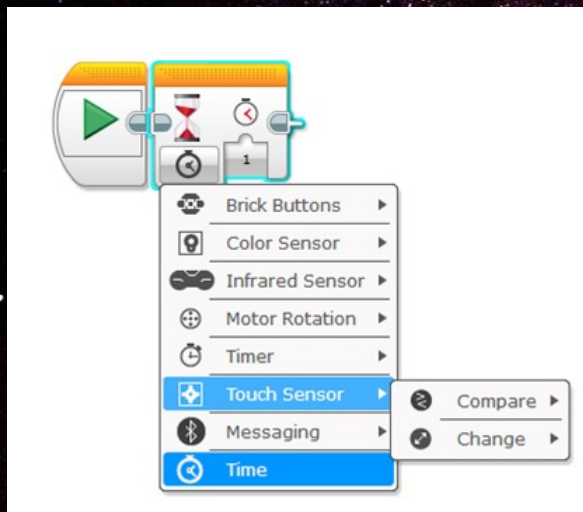 1
Brick Buttons
Color Sensor
Infrared Sensor
Motor Rotation
Timer
Touch Sensor
Compare
Messaging
Change
Time